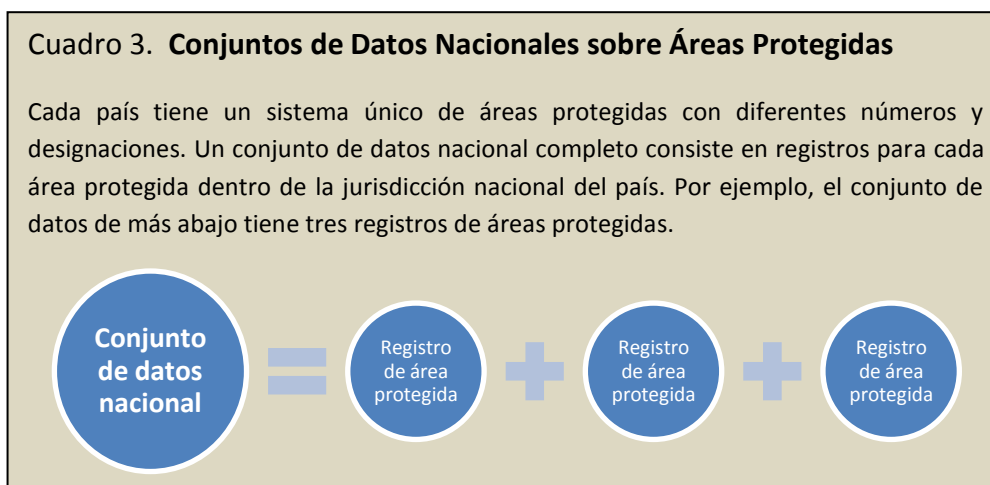 Cuadro 3. Conjuntos de Datos Nacionales sobre Áreas Protegidas
Cada país tiene un sistema único de áreas protegidas con diferentes números y
designaciones. Un conjunto de datos nacional completo consiste en registros para cada
área protegida dentro de la jurisdicción nacional del país. Por ejemplo, el conjunto de
datos de más abajo tiene tres registros de áreas protegidas.
Conjunto
de datos
nacional
Registro
de área
protegida
Registro
de área
protegida
Registro
de área
protegida